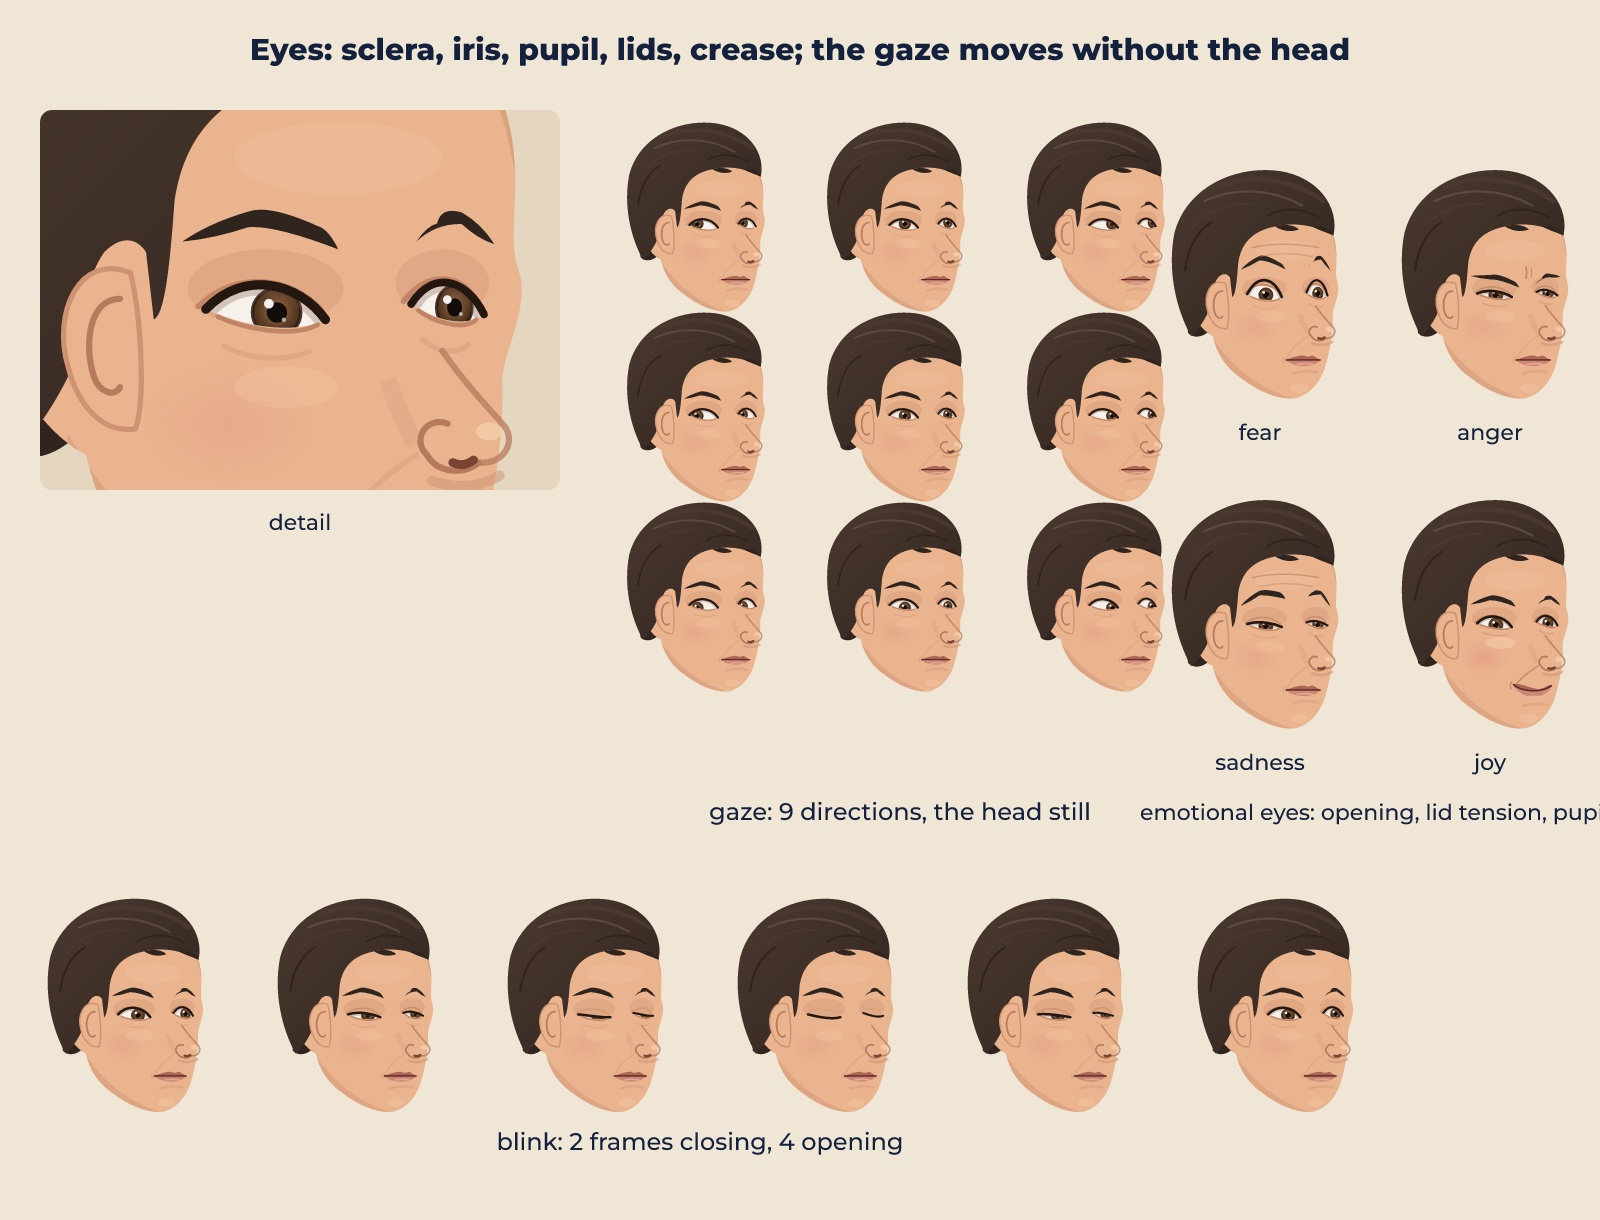 Eyes: sclera, iris, pupil, lids, crease; the gaze moves without the head
detail
fear
anger
sadness
joy
gaze: 9 directions, the head still
emotional eyes: opening, lid tension, pupi
blink: 2 frames closing, 4 opening